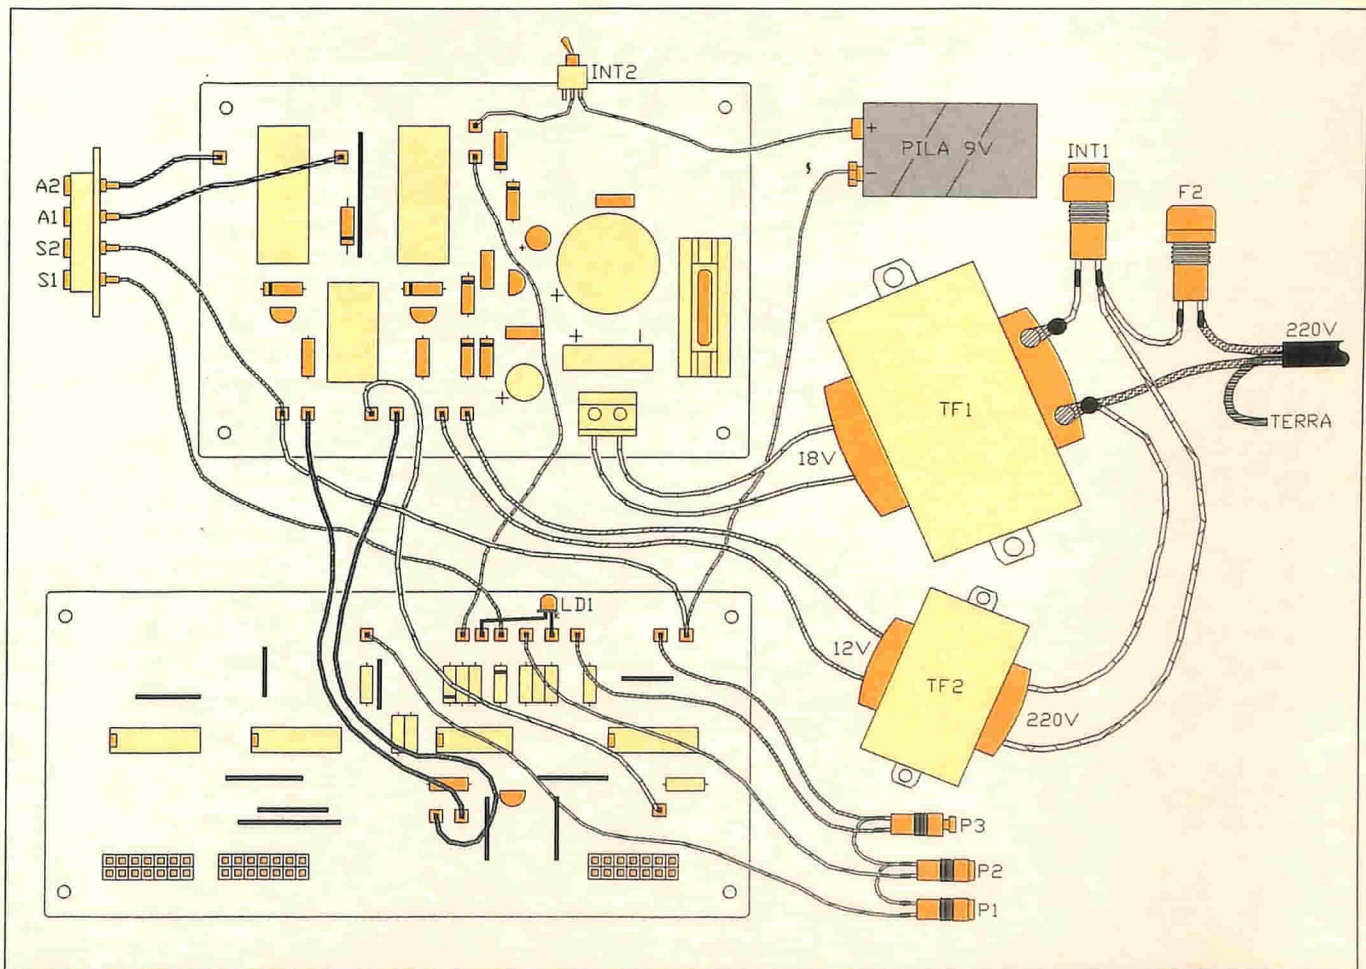 INT2
+
PILA 9V
-
INT1
F2
A2
A1
S2
S1
+
+
+ -
+
220V
TF1
TERRA
18V
LD1
12V
TF2
220V
P3
P2
P1